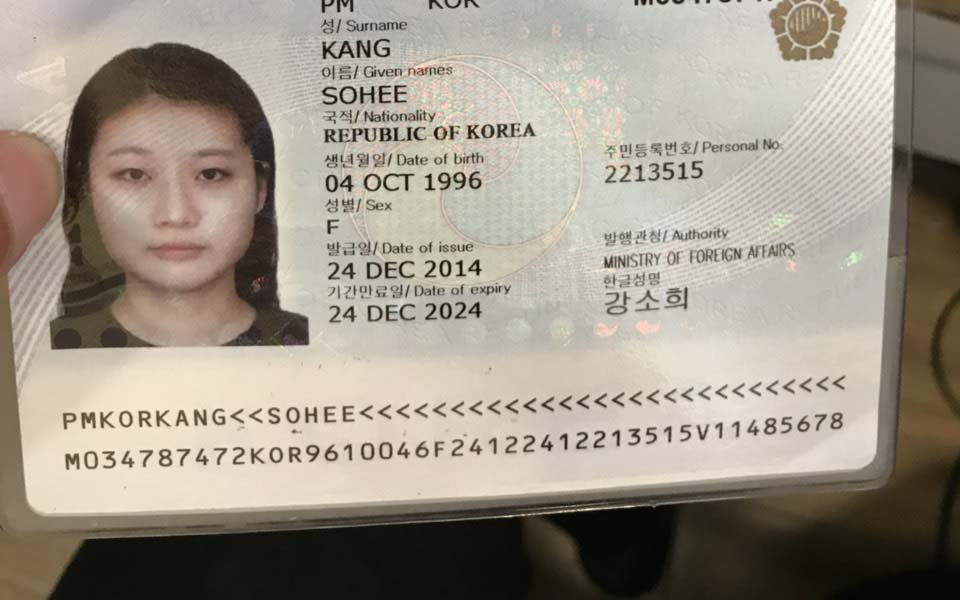 PM KOR
성/ Surname
KANG
이름/ Given names
SOHEE
국적/ Nationality
REPUBLIC OF KOREA
생년월일/ Date of birth
04 OCT 1996
주민등록번호/ Personal No.
2213515
성별/ Sex
F
발급일/ Date of issue
24 DEC 2014
발행관청/ Authority
MINISTRY OF FOREIGN AFFAIRS
기간만료일/ Date of expiry
24 DEC 2024
한글성명
강소희
PMKORKANG<<SOHEE<<<<<<<<<<<<<<<<<<<<<<<<<<<<
M034787472KOR9610046F24122412213515V11485678